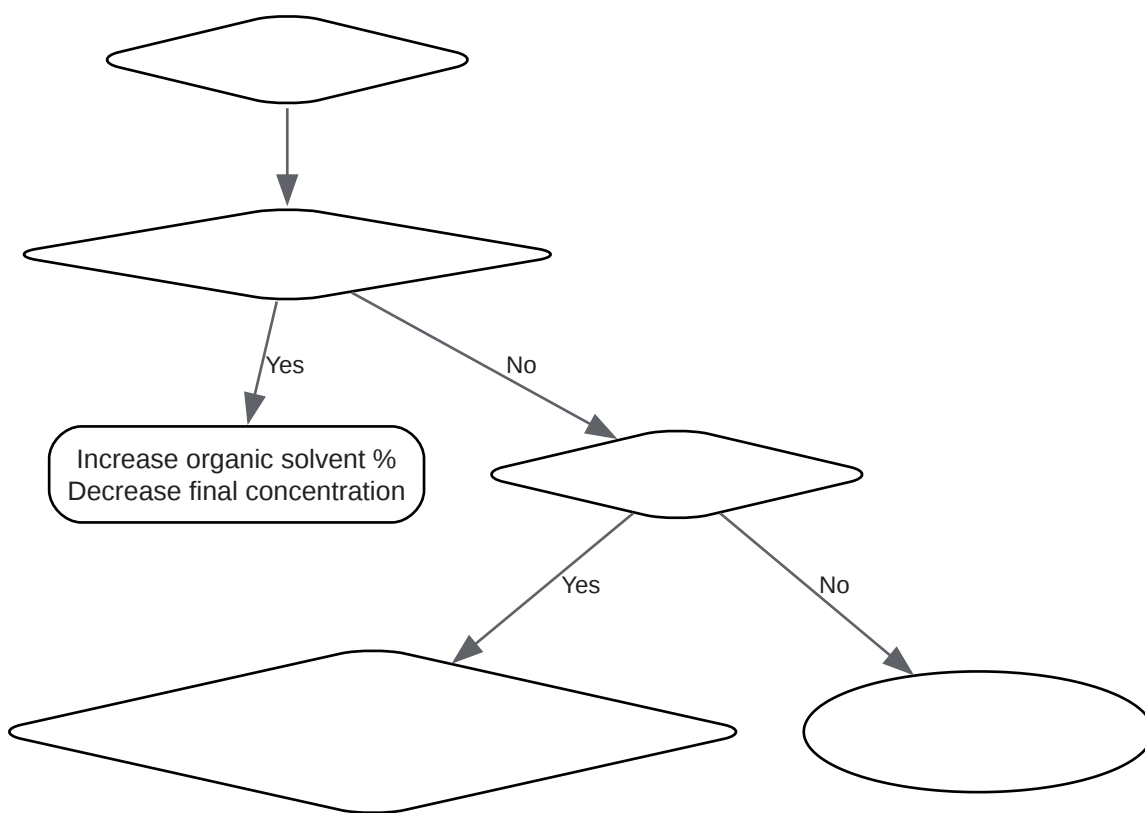 Yes
No
Increase organic solvent %
Decrease final concentration
Yes
No